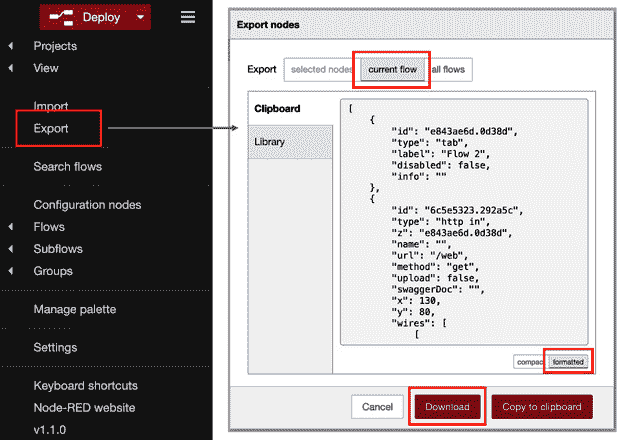 Deploy
Projects
View
Import
Export
Search flows
Configuration nodes
Flows
Subflows
Groups
Manage palette
Settings
Keyboard shortcuts
Node-RED website
v1.1.0
Export nodes
Export selected nodes current flow all flows
Clipboard
Library
[
{
"id": "e843ae6d.0d38d",
"type": "tab",
"label": "Flow 2",
"disabled": false,
"info": ""
},
{
"id": "6c5e5323.292a5c",
"type": "http in",
"z": "e843ae6d.0d38d",
"name": "",
"url": "/web",
"method": "get",
"upload": false,
"swaggerDoc": "",
"x": 130,
"y": 80,
"wires": [
[
compac formatted
Cancel Download Copy to clipboard